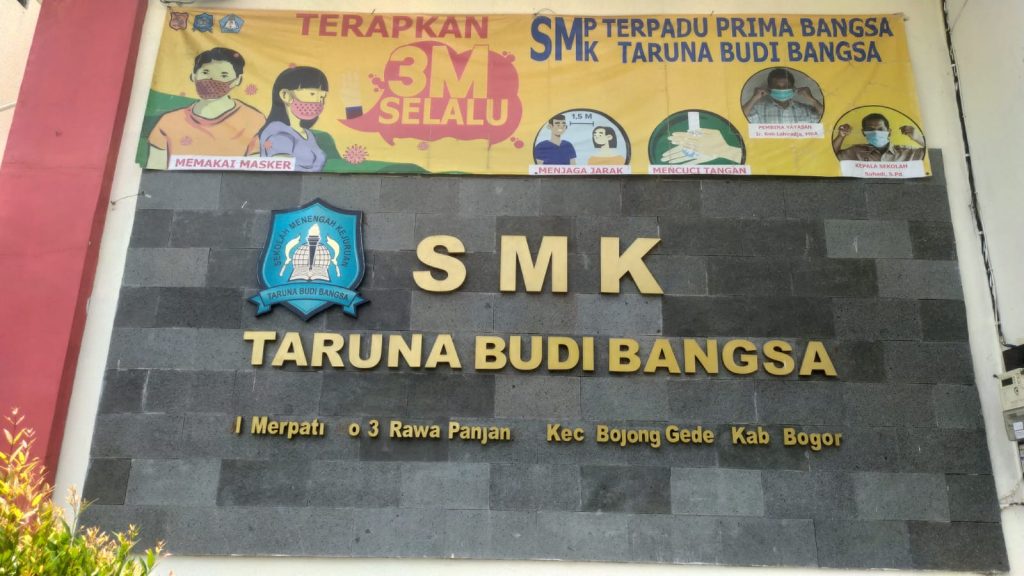 TERAPKAN
3M
SELALU
SMP TERPADU PRIMA BANGSA
SMK TARUNA BUDI BANGSA
1,5 M
MEMAKAI MASKER
MENJAGA JARAK
MENCUCI TANGAN
PEMBINA YAYASAN
KEPALA SEKOLAH
Suhadi, S.Pd.
SEKOLAH MENENGAH KEJURUAN
TARUNA BUDI BANGSA
SMK
TARUNA BUDI BANGSA
l Merpati o 3 Rawa Panjan Kec Bojong Gede Kab Bogor